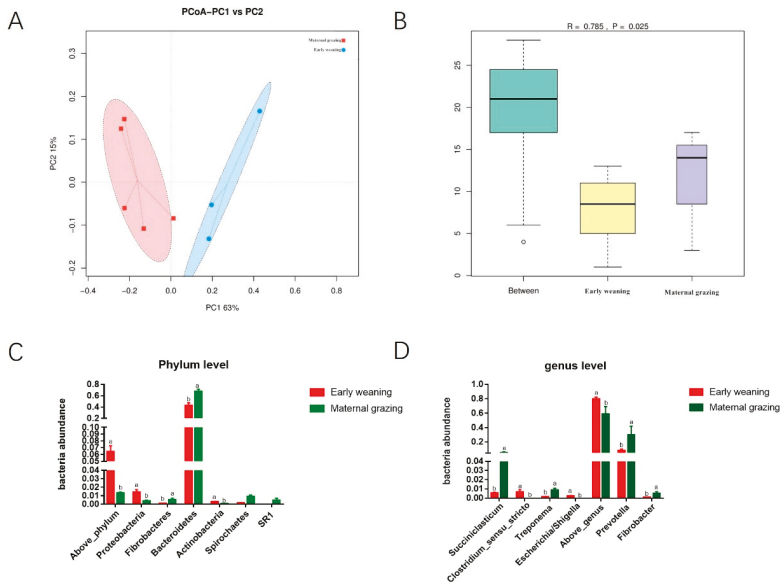 A
PCoA-PC1 vs PC2
Maternal grazing
Early weaning
PC2 15%
0.3
0.2
0.1
0.0
−0.1
−0.2
−0.4
−0.2
0.0
0.2
0.4
0.6
0.8
PC1 63%
B
R = 0.785 , P = 0.025
25
20
15
10
5
0
Between
Early weaning
Maternal grazing
C
Phylum level
Early weaning
Maternal grazing
bacteria abundance
0.8
0.6
0.4
0.2
0.10
0.09
0.08
0.07
0.06
0.05
0.04
0.03
0.02
0.01
0.00
a
b
a
b
b
a
b
a
a
b
Above_phylum
Proteobacteria
Fibrobacteres
Bacteroidetes
Actinobacteria
Spirochaetes
SR1
D
genus level
Early weaning
Maternal grazing
bacteria abundance
1.0
0.8
0.6
0.4
0.2
0.04
0.03
0.02
0.01
0.00
b
a
a
b
b
a
a
b
a
b
b
a
b
a
Succiniclasticum
Clostridium_sensu_stricto
Treponema
Escherichia/Shigella
Above_genus
Prevotella
Fibrobacter